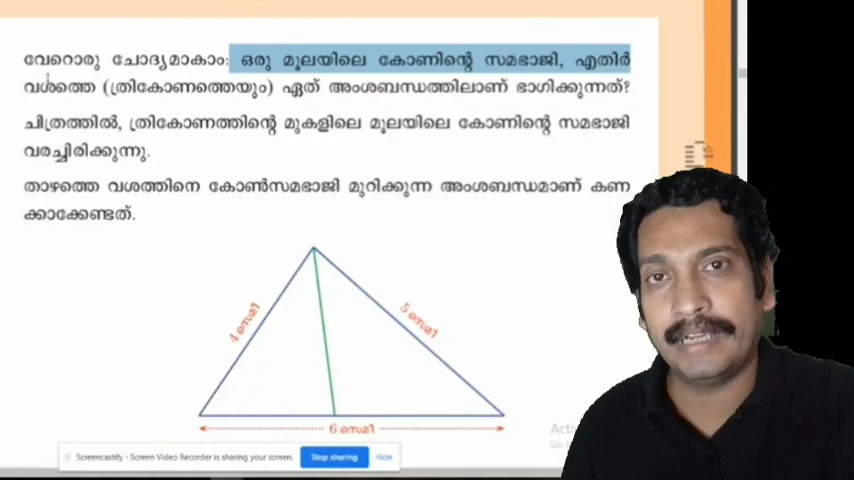 വേറൊരു ചോദ്യമാകാം: ഒരു മൂലയിലെ കോണിന്റെ സമഭാജി, എതിർ
വശത്തെ (ത്രികോണത്തെയും) ഏത് അംശബന്ധത്തിലാണ് ഭാഗിക്കുന്നത്?
ചിത്രത്തിൽ, ത്രികോണത്തിന്റെ മുകളിലെ മൂലയിലെ കോണിന്റെ സമഭാജി
വരച്ചിരിക്കുന്നു.
താഴത്തെ വശത്തിനെ കോൺസമഭാജി മുറിക്കുന്ന അംശബന്ധമാണ് കണ
ക്കാക്കേണ്ടത്.
4 സെമീ
5 സെമീ
6 സെമീ
Screencastify - Screen Video Recorder is sharing your screen.
Stop sharing
Hide